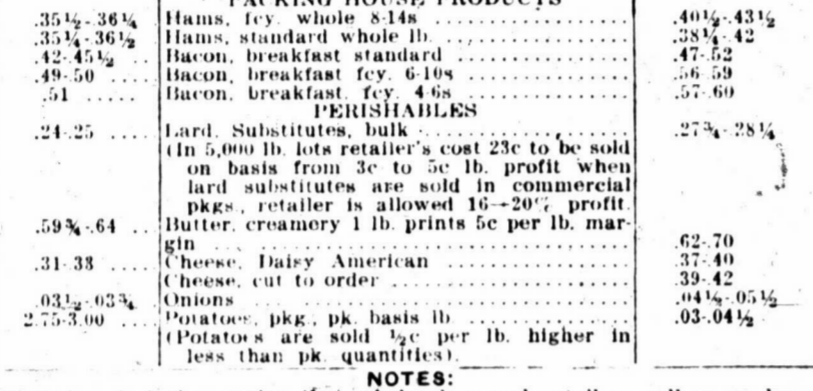 PACKING HOUSE PRODUCTS
.35½-.36¼ Hams, fcy. whole 8-14s .................... .40½-.43½
.35¼-.36½ Hams, standard whole lb. .................. .38¼-.42
.42-.45½ .. Bacon, breakfast standard ................. .47-.52
.49-.50 .... Bacon, breakfast fcy. 6-10s ............... .56-.59
.51 ...... Bacon, breakfast, fcy. 4-6s ............... .57-.60
PERISHABLES
.24-.25 .... Lard, Substitutes, bulk .................. .27¾-.28¼
(In 5,000 lb. lots retailer's cost 23c to be sold
on basis from 3c to 5c lb. profit when
lard substitutes are sold in commercial
pkgs., retailer is allowed 16—20% profit.
.59¾-.64 .. Butter, creamery 1 lb. prints 5c per lb. mar-
gin ...................................... .62-.70
.31-.38 .... Cheese, Daisy American .................. .37-.40
Cheese, cut to order ..................... .39-.42
.03½-.03¾ Onions ................................. .04½-.05½
2.75-3.00 ... Potatoes, pkg., pk. basis lb. ............. .03-.04½
(Potatoes are sold ½c per lb. higher in
less than pk. quantities).
NOTES: